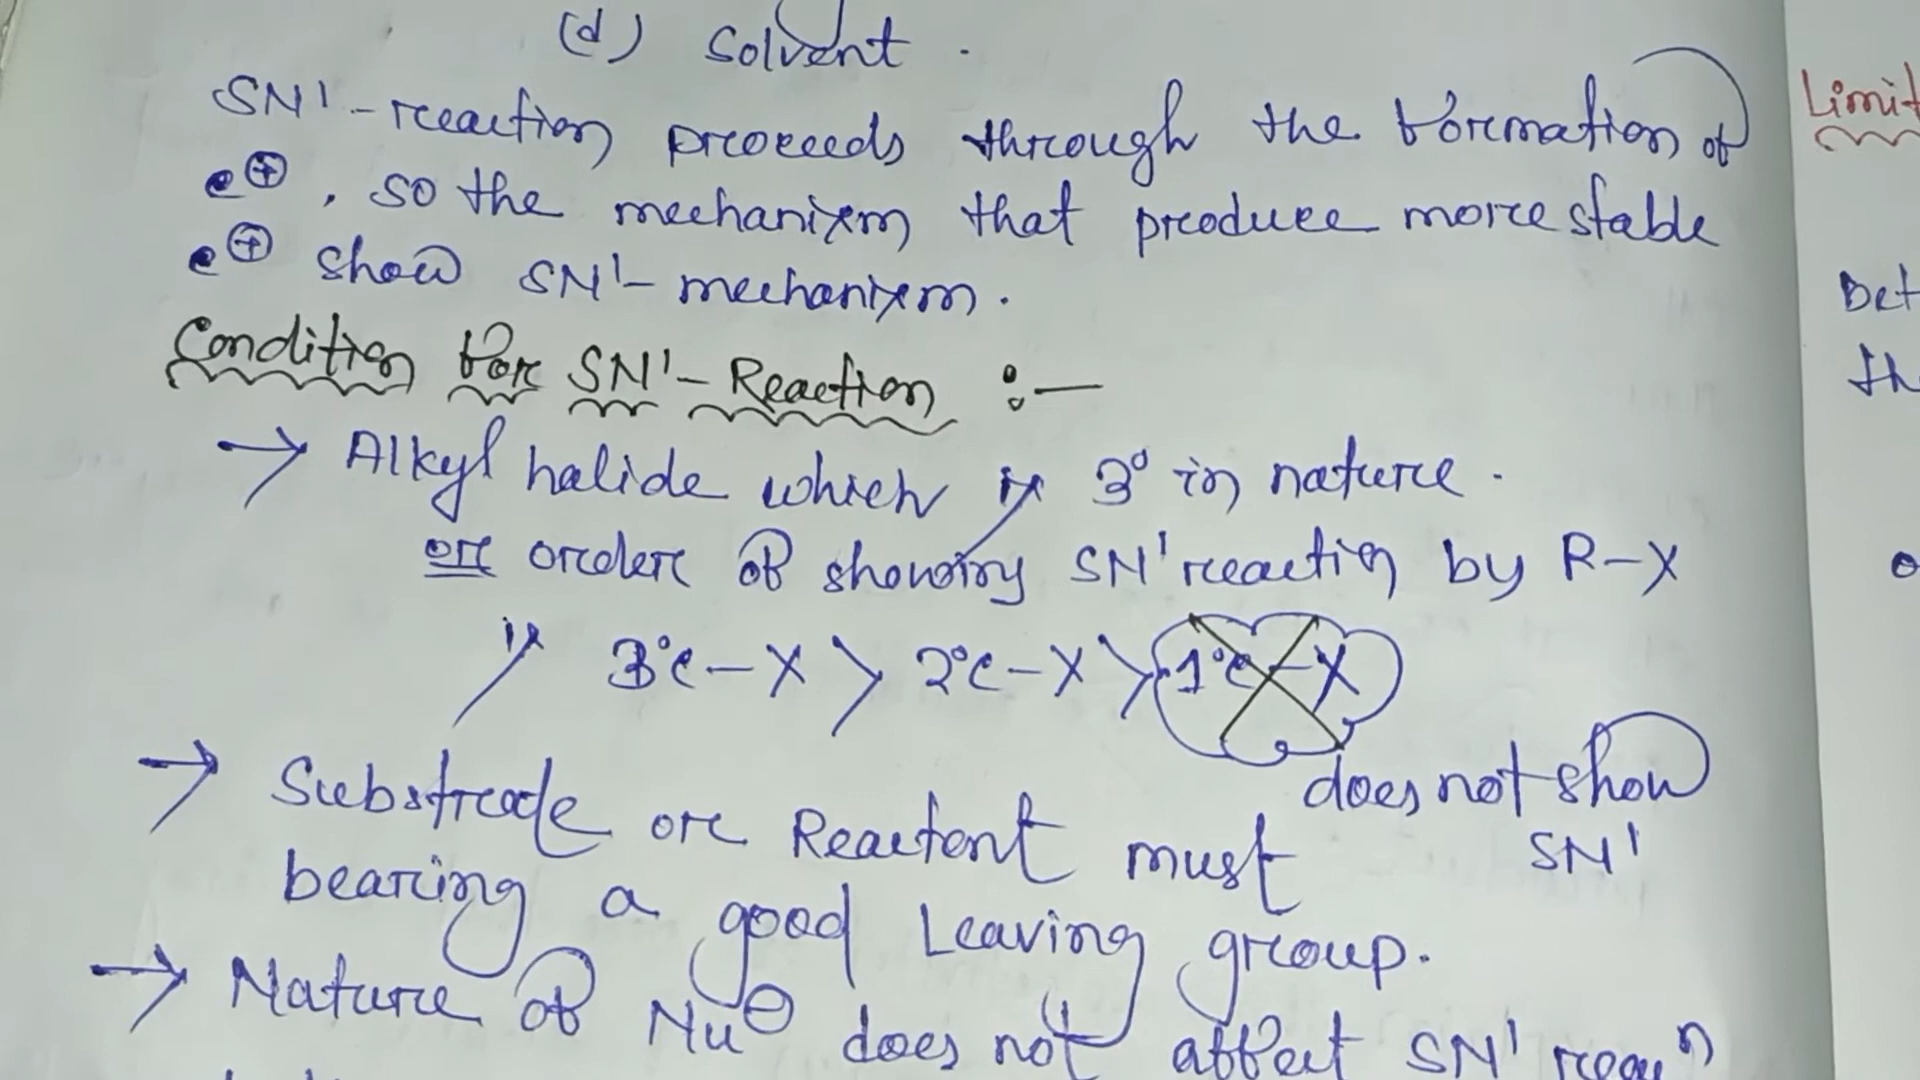 (d) Solvent.
SN1-reaction proceeds through the formation of
c⊕, so the mechanism that produce more stable
c⊕ show SN1-mechanism.
Condition for SN1-Reaction :—
→ Alkyl halide which is 3° in nature.
or order of showing SN1 reaction by R-X
is 3°c-X > 2°c-X > 1°c-X
does not show
SN1
→ Substrate or Reactent must
bearing a good Leaving group.
→ Nature of Nu⊖ does not affect SN1 reacn
Limit
Det
th